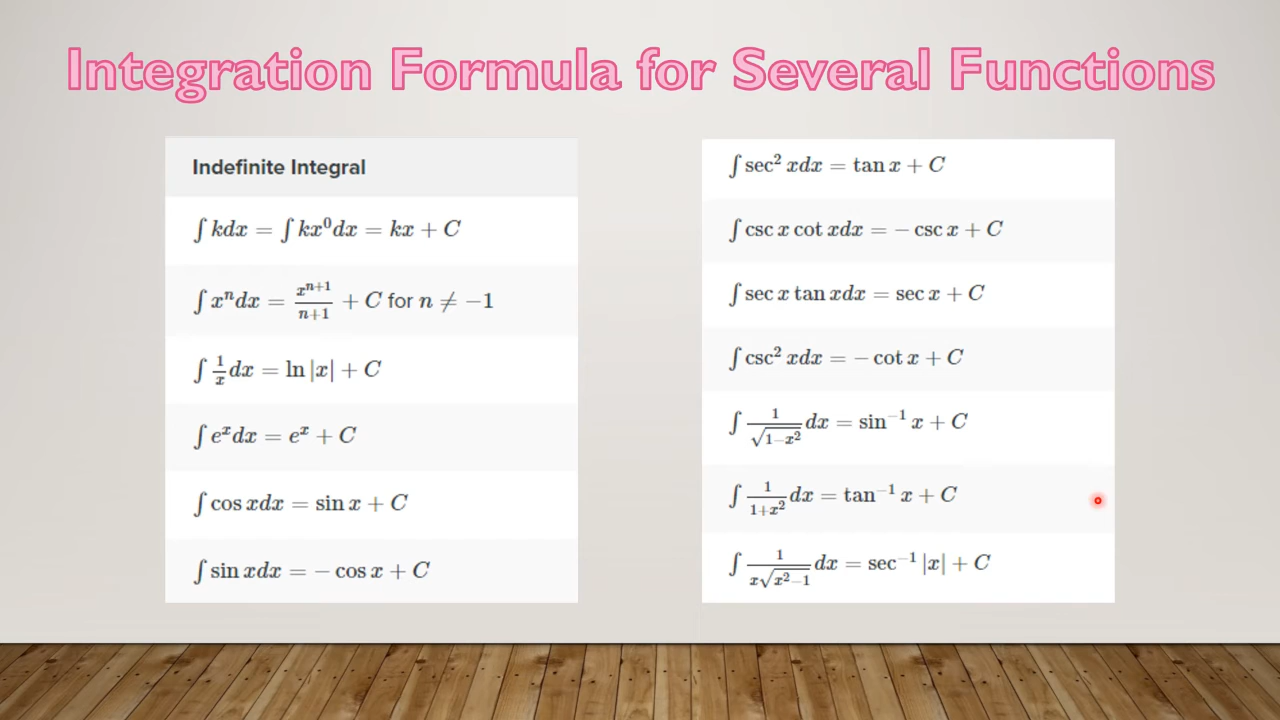 Integration Formula for Several Functions
Indefinite Integral
∫ kdx = ∫ kx⁰dx = kx + C
∫ xⁿdx = xⁿ⁺¹/n+1 + C for n ≠ −1
∫ 1/x dx = ln |x| + C
∫ eˣdx = eˣ + C
∫ cos xdx = sin x + C
∫ sin xdx = − cos x + C
∫ sec² xdx = tan x + C
∫ csc x cot xdx = − csc x + C
∫ sec x tan xdx = sec x + C
∫ csc² xdx = − cot x + C
∫ 1/√1−x² dx = sin⁻¹ x + C
∫ 1/1+x² dx = tan⁻¹ x + C
∫ 1/x√x²−1 dx = sec⁻¹ |x| + C